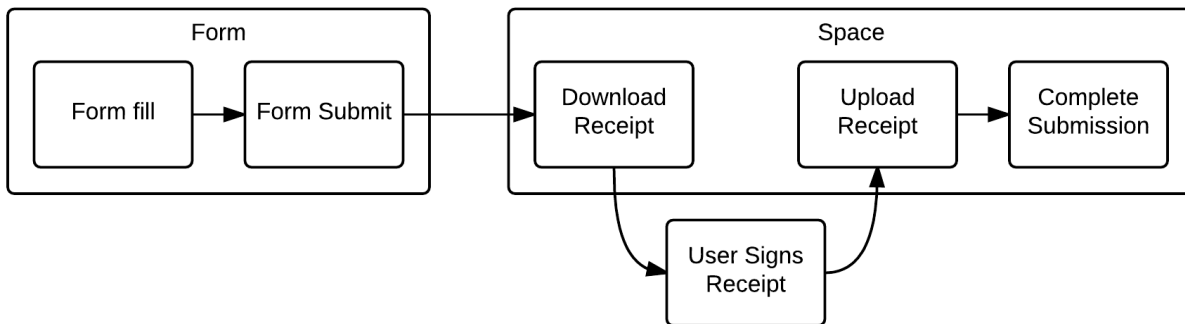 Form
Form fill
Form Submit
Space
Download
Receipt
Upload
Receipt
Complete
Submission
User Signs
Receipt